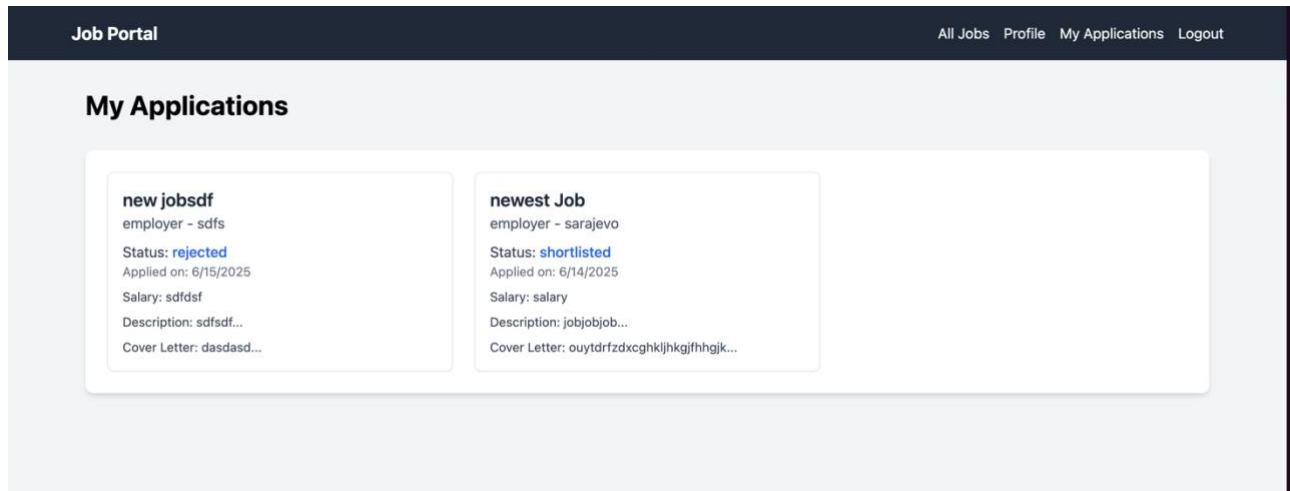 Job Portal
All Jobs Profile My Applications Logout
My Applications
new jobsdf
employer - sdfs
Status: rejected
Applied on: 6/15/2025
Salary: sdfdsf
Description: sdfsdf...
Cover Letter: dasdasd...
newest Job
employer - sarajevo
Status: shortlisted
Applied on: 6/14/2025
Salary: salary
Description: jobjobjob...
Cover Letter: ouytdrfzdxcghkljhkgjfhhgjk...